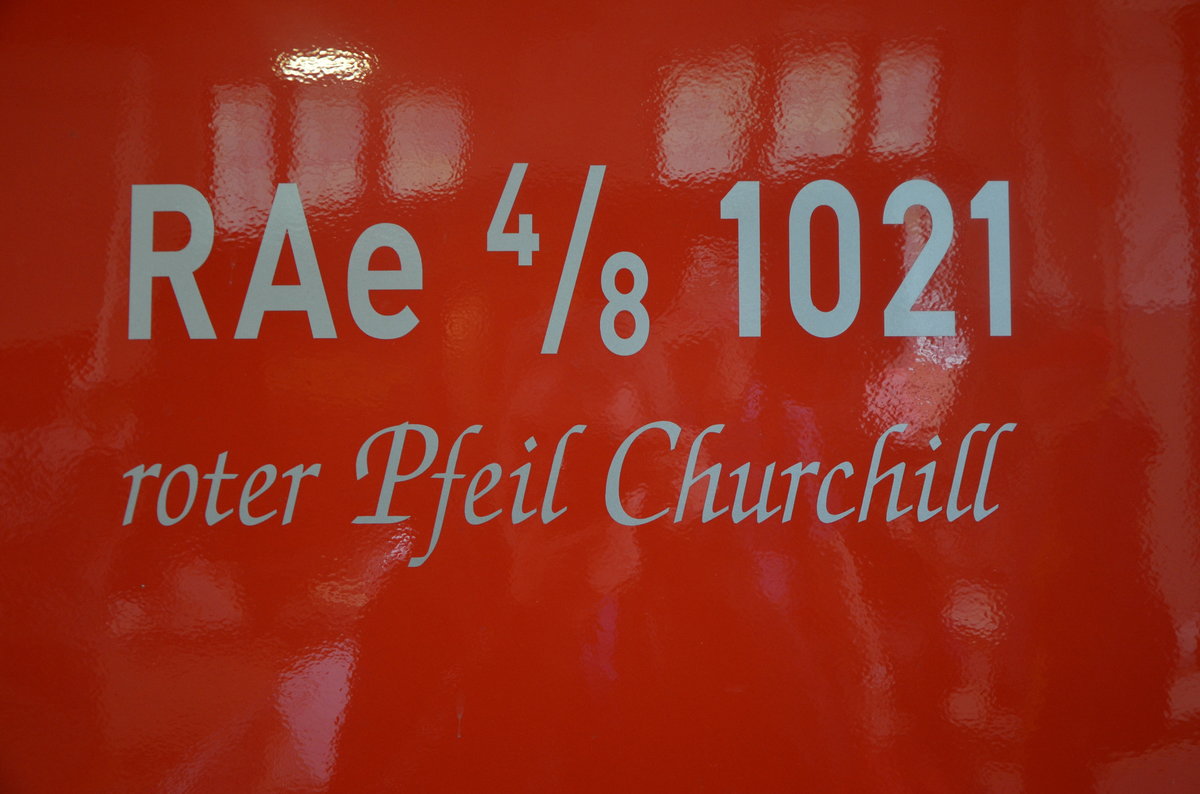 RAe 4/8 1021
roter Pfeil Churchill